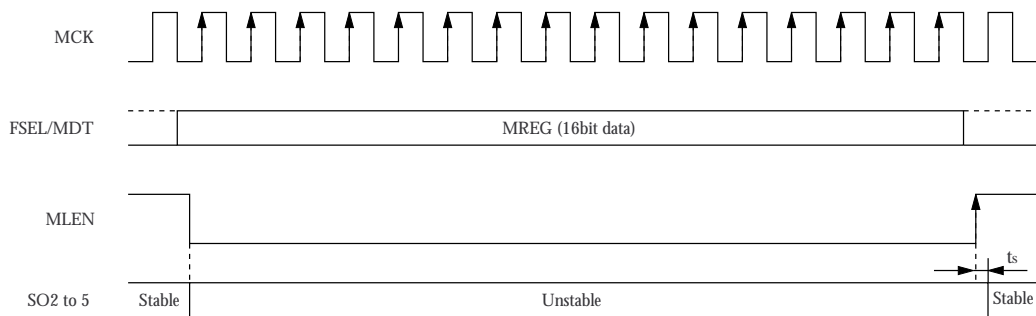 MCK
FSEL/MDT
MREG (16bit data)
MLEN
ts
SO2 to 5
Stable
Unstable
Stable